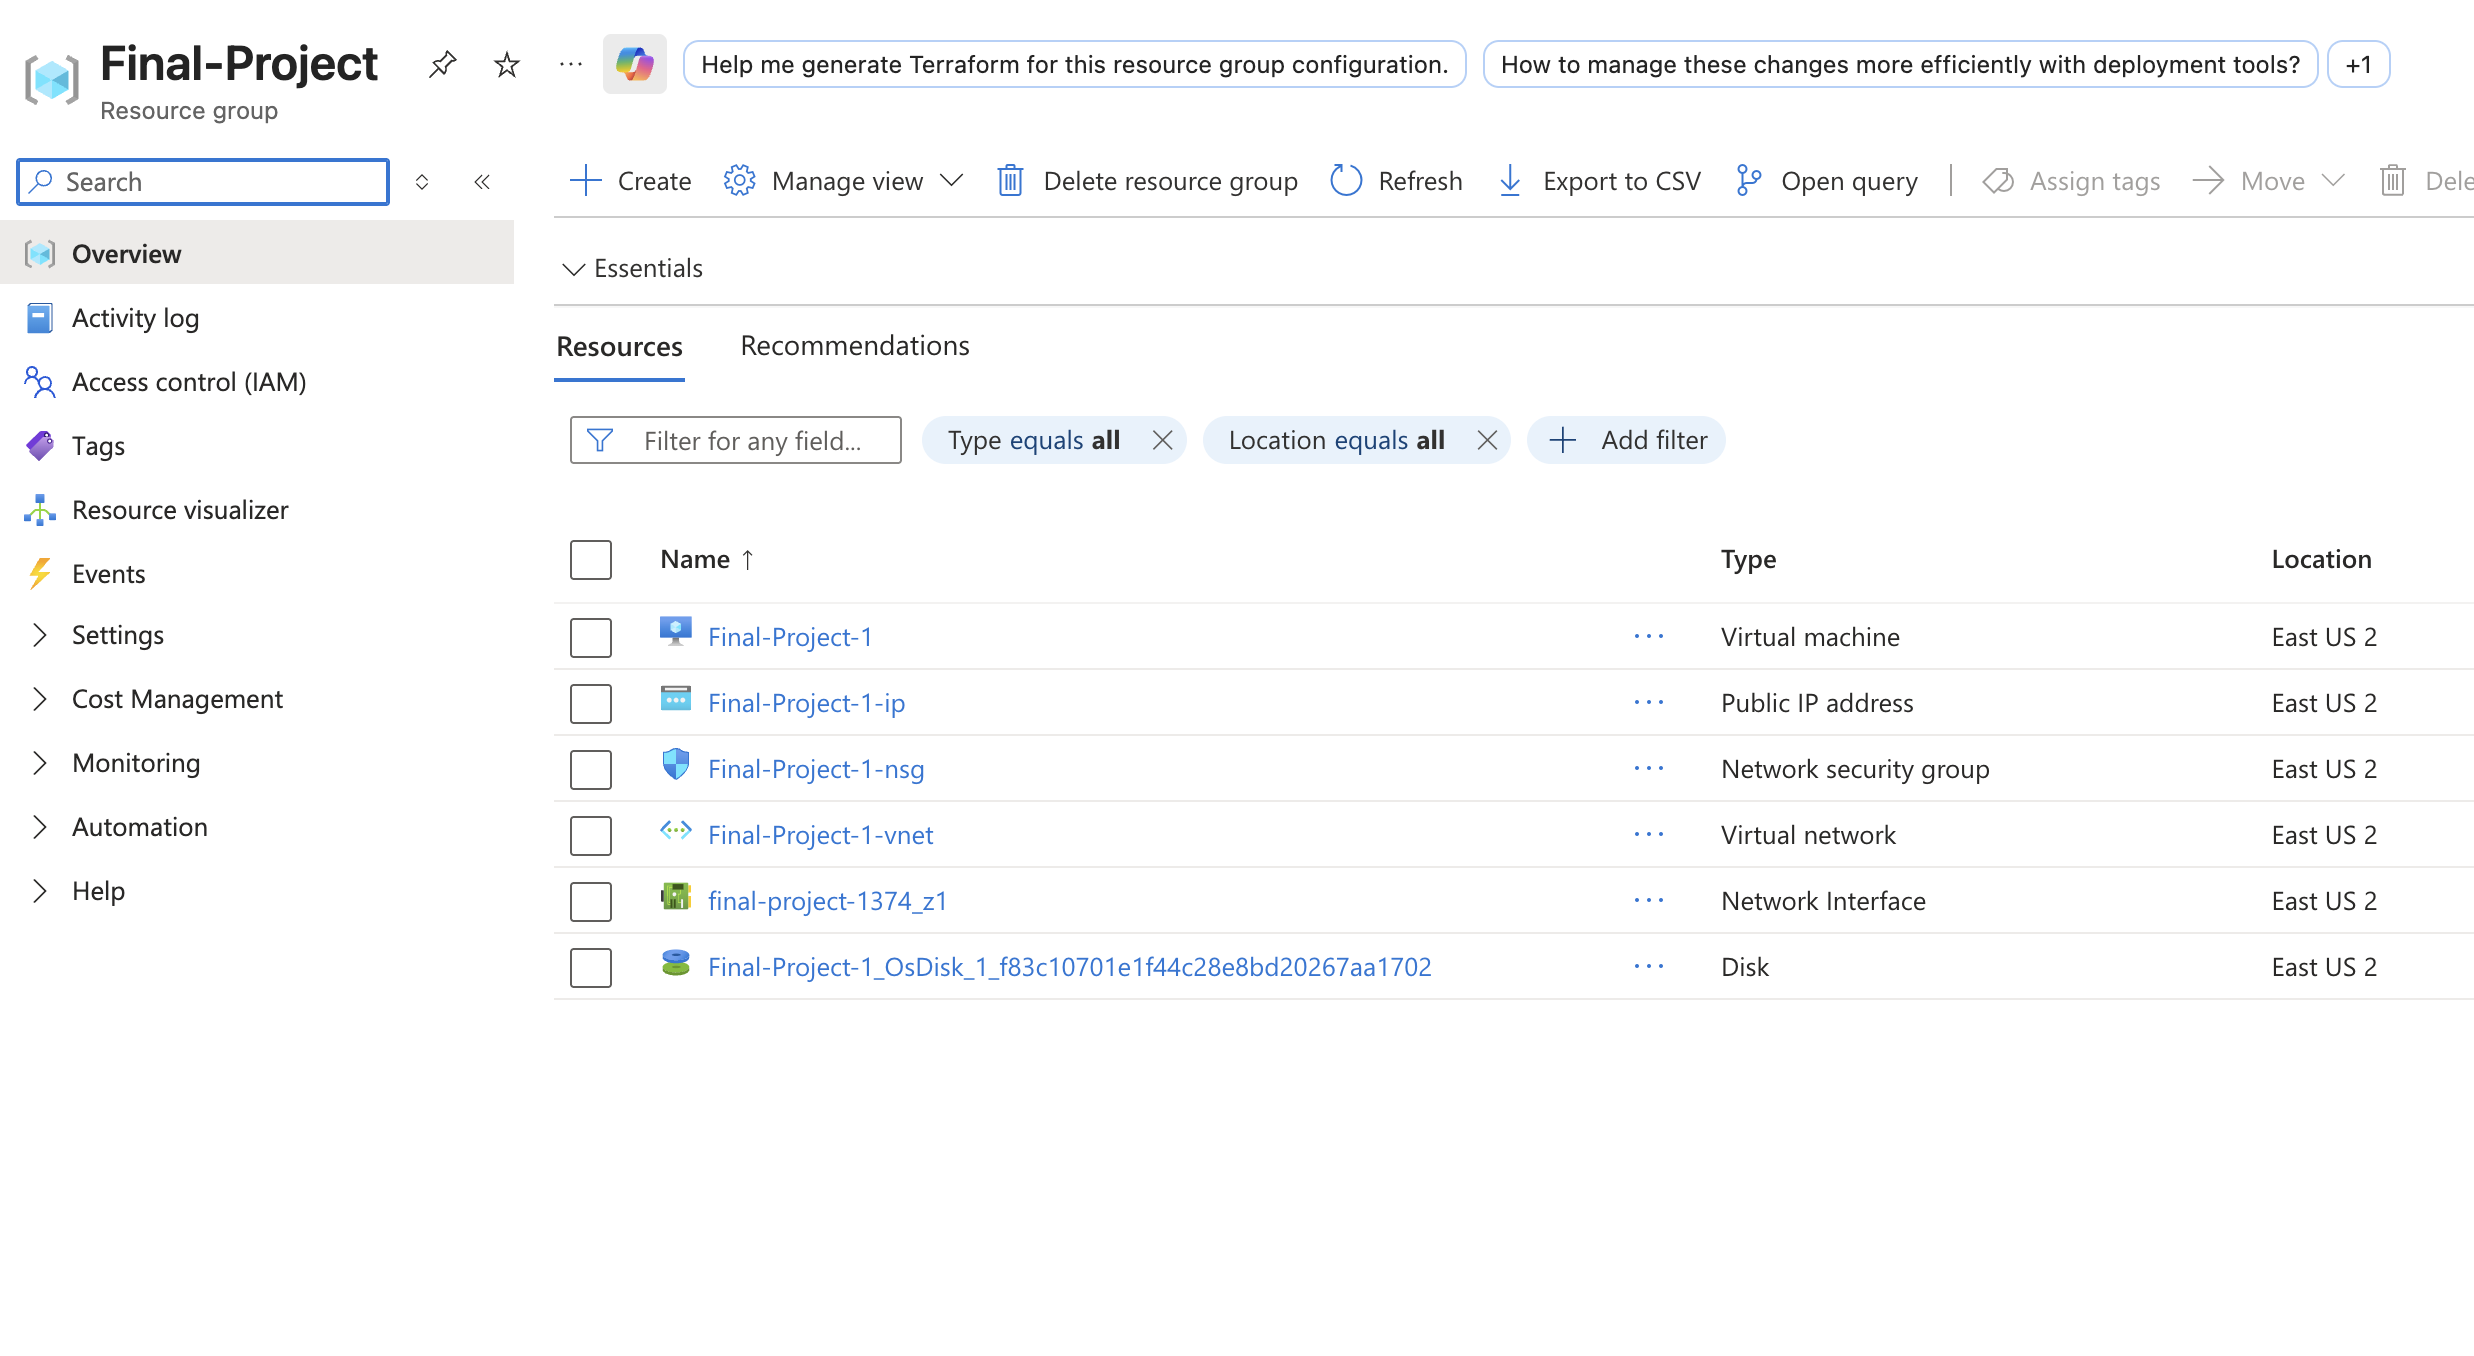 Final-Project
Resource group
Help me generate Terraform for this resource group configuration.
How to manage these changes more efficiently with deployment tools?
+1
Search
Create
Manage view
Delete resource group
Refresh
Export to CSV
Open query
Assign tags
Move
Dele
Overview
Activity log
Access control (IAM)
Tags
Resource visualizer
Events
Settings
Cost Management
Monitoring
Automation
Help
Essentials
Resources
Recommendations
Filter for any field...
Type equals all
Location equals all
Add filter
Name ↑ Type Location
Final-Project-1 ··· Virtual machine East US 2
Final-Project-1-ip ··· Public IP address East US 2
Final-Project-1-nsg ··· Network security group East US 2
Final-Project-1-vnet ··· Virtual network East US 2
final-project-1374_z1 ··· Network Interface East US 2
Final-Project-1_OsDisk_1_f83c10701e1f44c28e8bd20267aa1702 ··· Disk East US 2